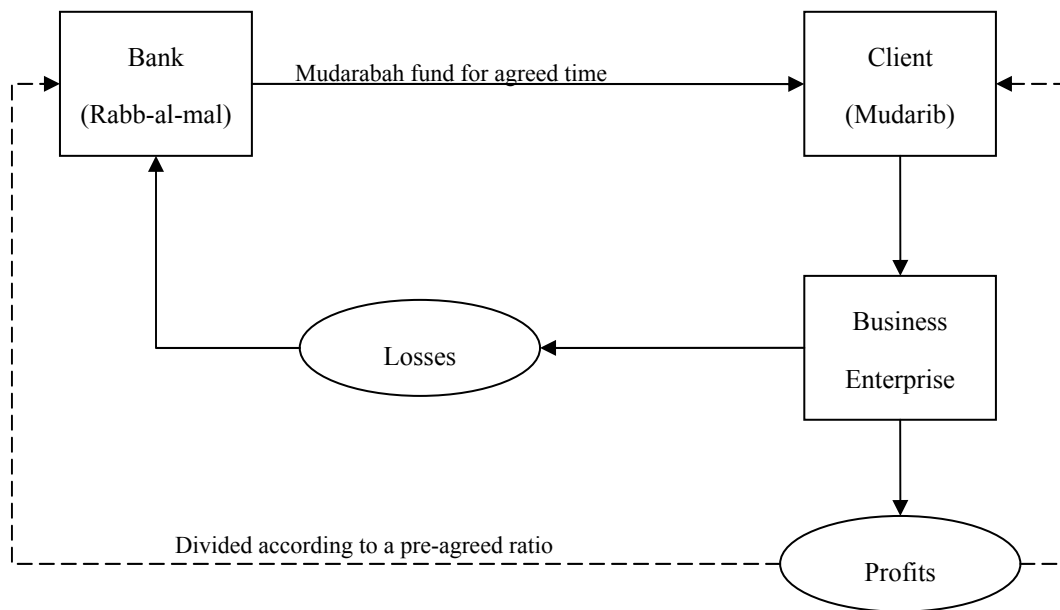 Bank
(Rabb-al-mal)
Mudarabah fund for agreed time
Client
(Mudarib)
Losses
Business
Enterprise
Divided according to a pre-agreed ratio
Profits